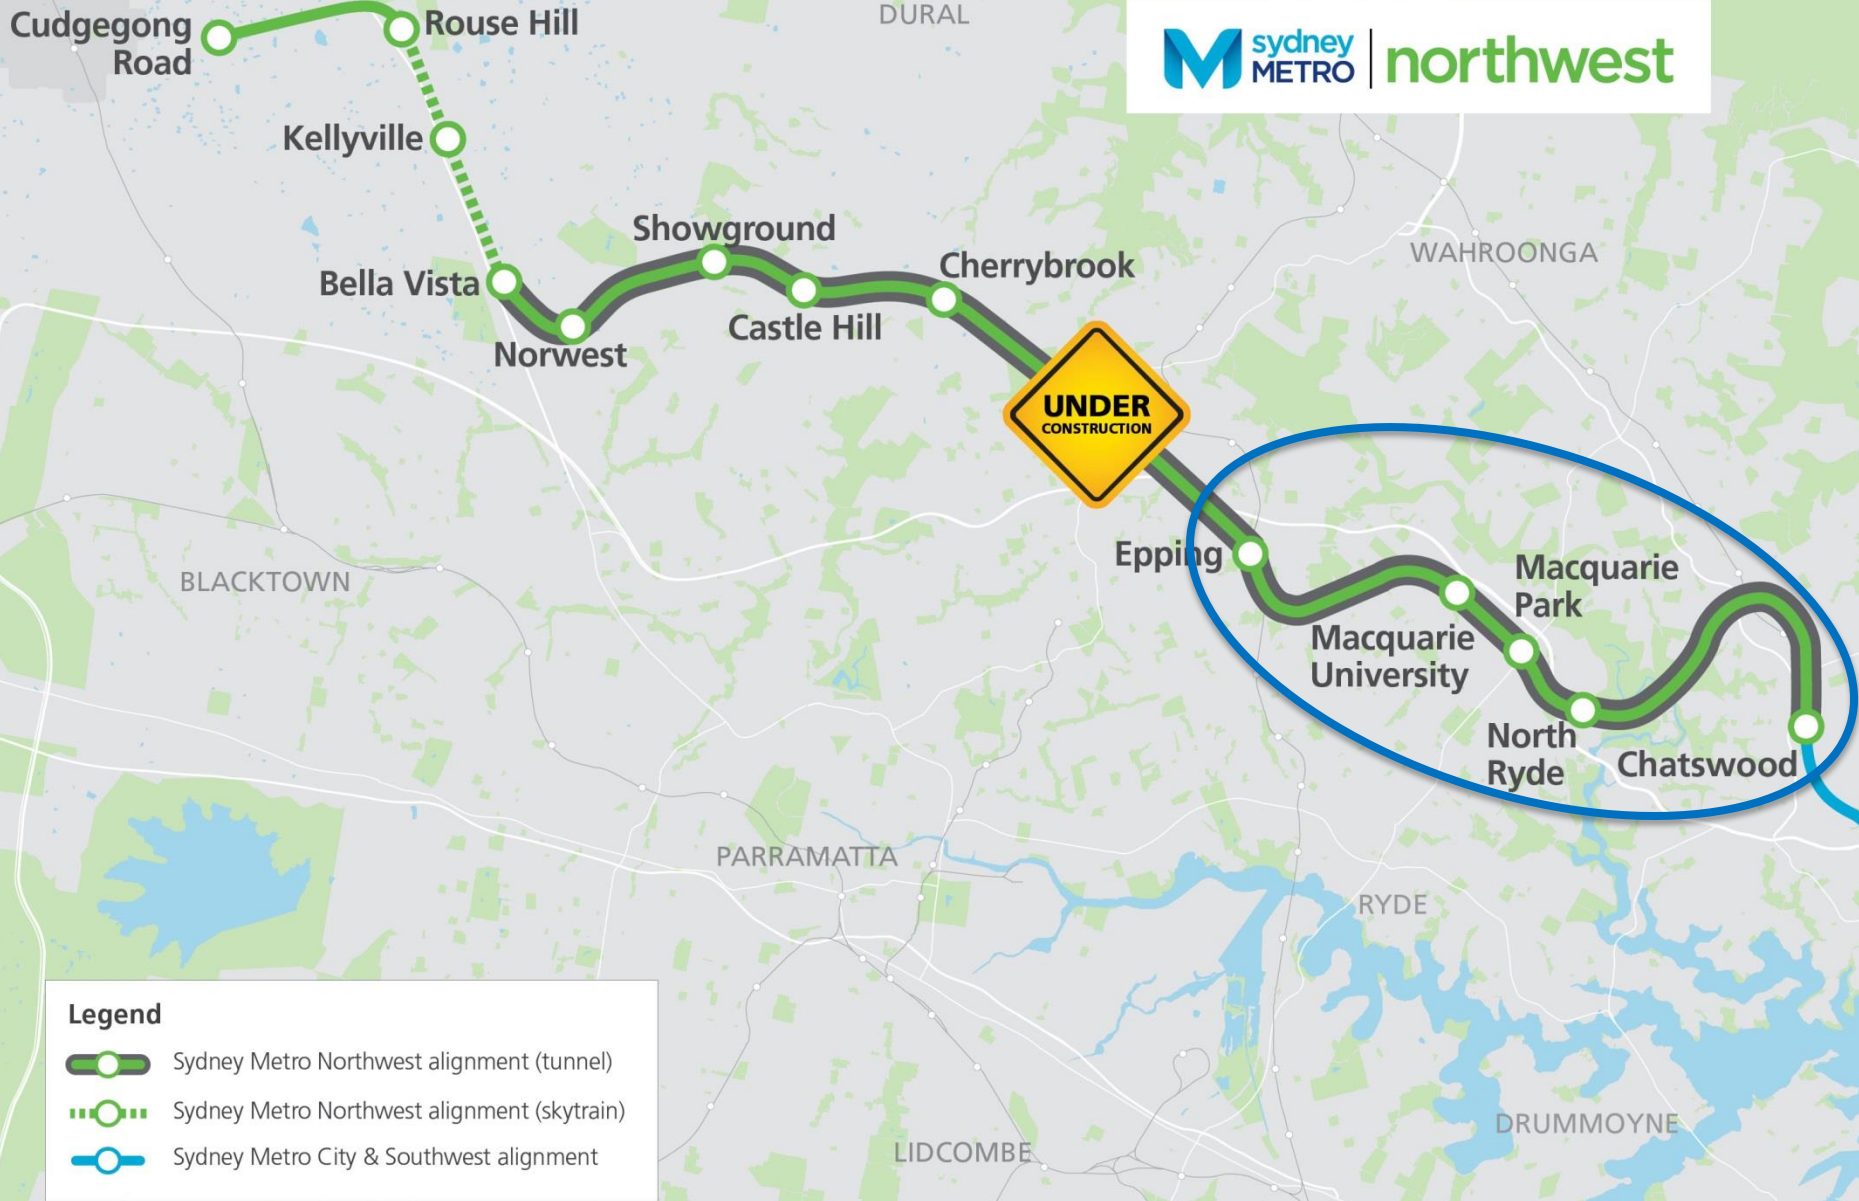 Cudgegong
Road
Rouse Hill
DURAL
sydney
METRO
northwest
Kellyville
Showground
Bella Vista
Cherrybrook
WAHROONGA
Castle Hill
Norwest
UNDER
CONSTRUCTION
Epping
Macquarie
Park
BLACKTOWN
Macquarie
University
North
Ryde
Chatswood
PARRAMATTA
RYDE
Legend
Sydney Metro Northwest alignment (tunnel)
Sydney Metro Northwest alignment (skytrain)
Sydney Metro City & Southwest alignment
DRUMMOYNE
LIDCOMBE